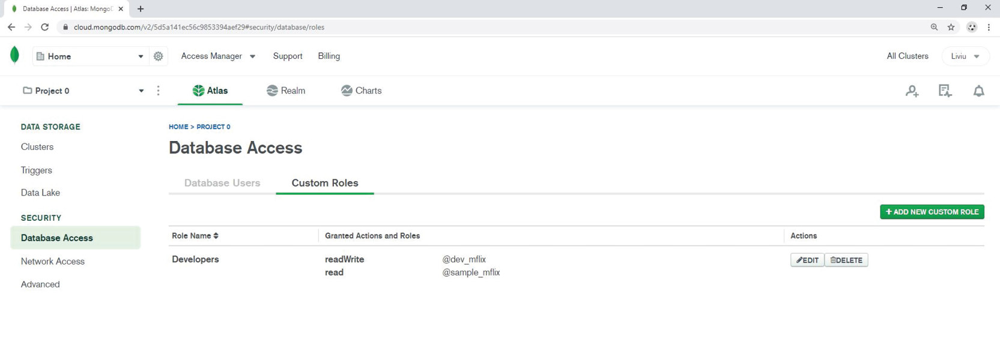 Database Access | Atlas: MongoD
cloud.mongodb.com/v2/5d5a141ec56c9853394aef29#security/database/roles
Home
Access Manager
Support
Billing
All Clusters
Liviu
Project 0
Atlas
Realm
Charts
DATA STORAGE
Clusters
Triggers
Data Lake
SECURITY
Database Access
Network Access
Advanced
HOME > PROJECT 0
Database Access
Database Users
Custom Roles
+ ADD NEW CUSTOM ROLE
Role Name
Granted Actions and Roles
Actions
Developers
readWrite @dev_mflix
read @sample_mflix
EDIT
DELETE